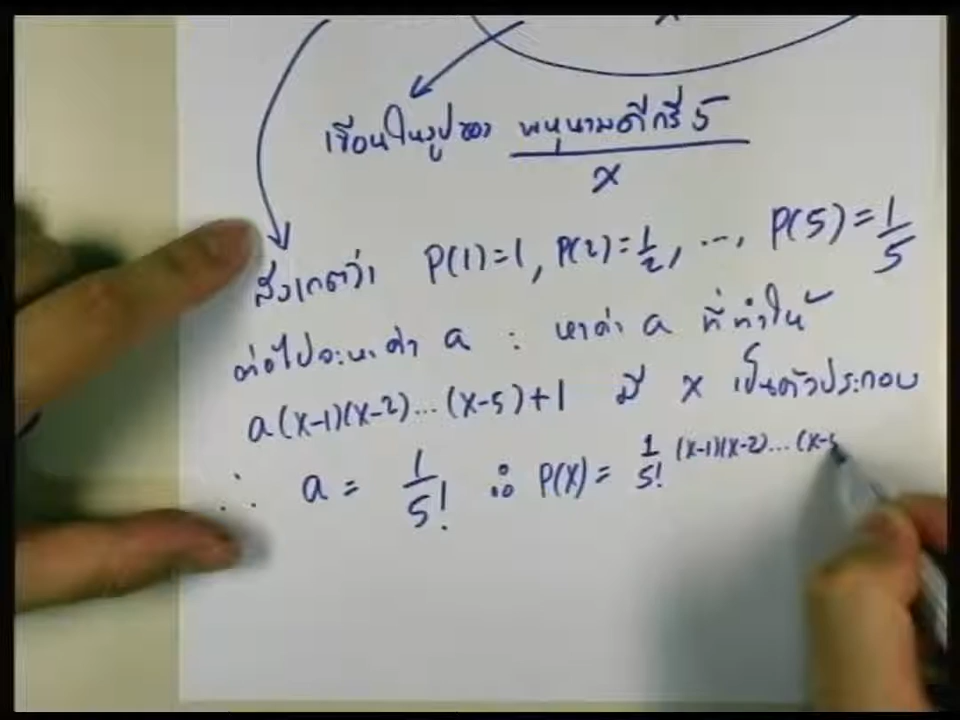 เขียนในรูปของ พหุนามดีกรี 5
x
สังเกตว่า P(1)=1, P(2)=1/2, ..., P(5)=1/5
ต่อไปจะหาค่า a : หาค่า a ที่ทำให้
a(x-1)(x-2)...(x-5)+1 มี x เป็นตัวประกอบ
∴ a = 1/5! ∴ P(x) = 1/5! (x-1)(x-2)...(x-5